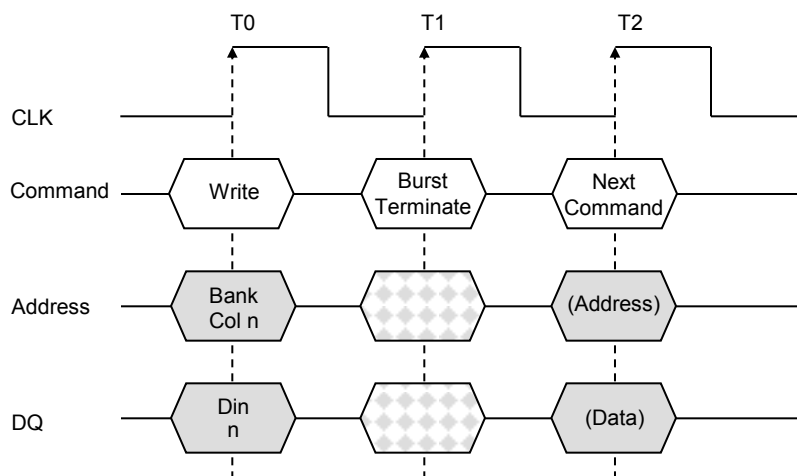 T0 T1 T2
CLK
Command Write Burst Terminate Next Command
Address Bank Col n (Address)
DQ Din n (Data)